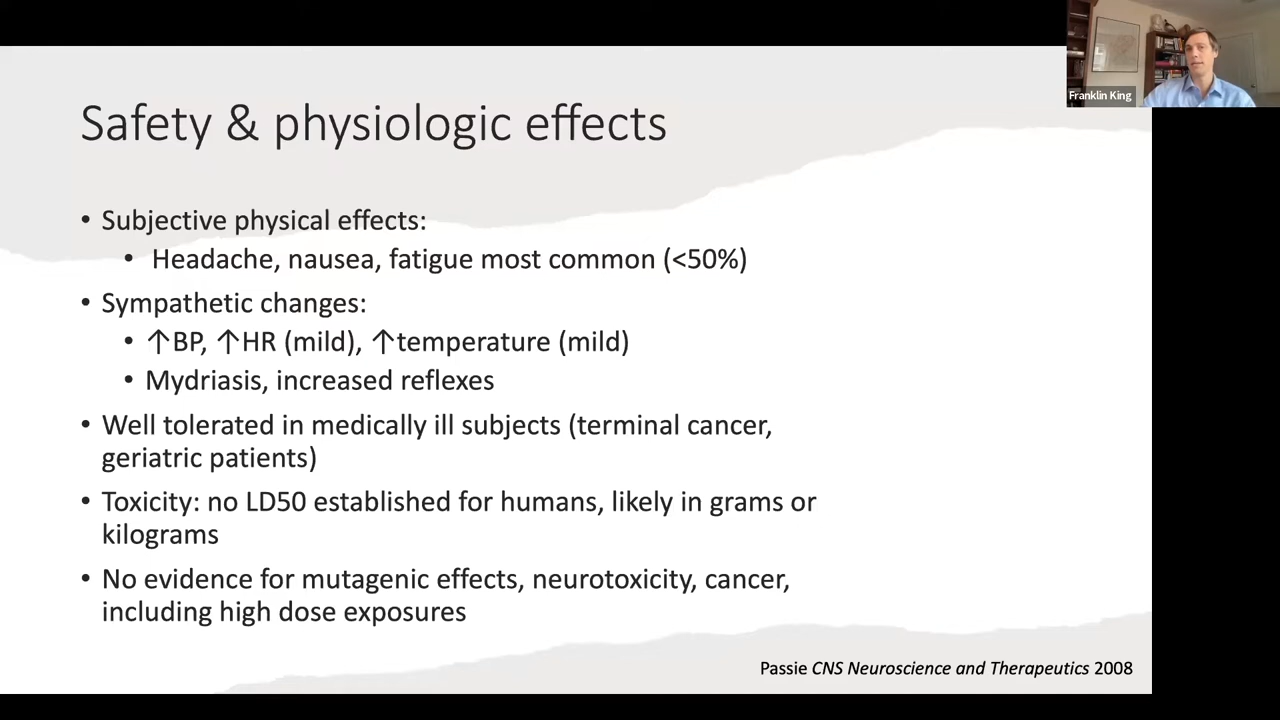 Franklin King
Safety & physiologic effects
• Subjective physical effects:
• Headache, nausea, fatigue most common (<50%)
• Sympathetic changes:
• ↑BP, ↑HR (mild), ↑temperature (mild)
• Mydriasis, increased reflexes
• Well tolerated in medically ill subjects (terminal cancer,
geriatric patients)
• Toxicity: no LD50 established for humans, likely in grams or
kilograms
• No evidence for mutagenic effects, neurotoxicity, cancer,
including high dose exposures
Passie CNS Neuroscience and Therapeutics 2008